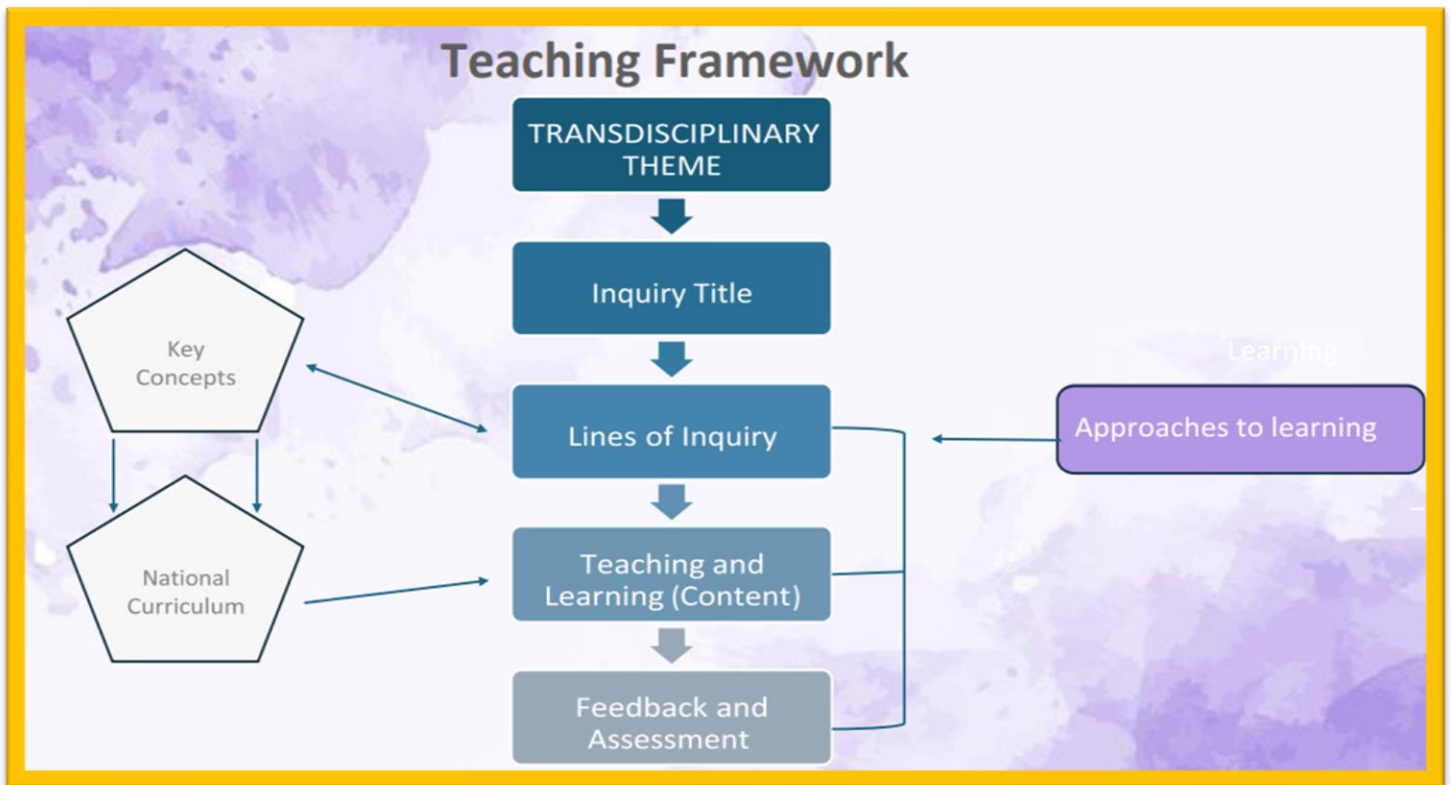 Teaching Framework
TRANSDISCIPLINARY
THEME
Inquiry Title
Key
Concepts
Learning
Lines of Inquiry
Approaches to learning
National
Curriculum
Teaching and
Learning (Content)
Feedback and
Assessment